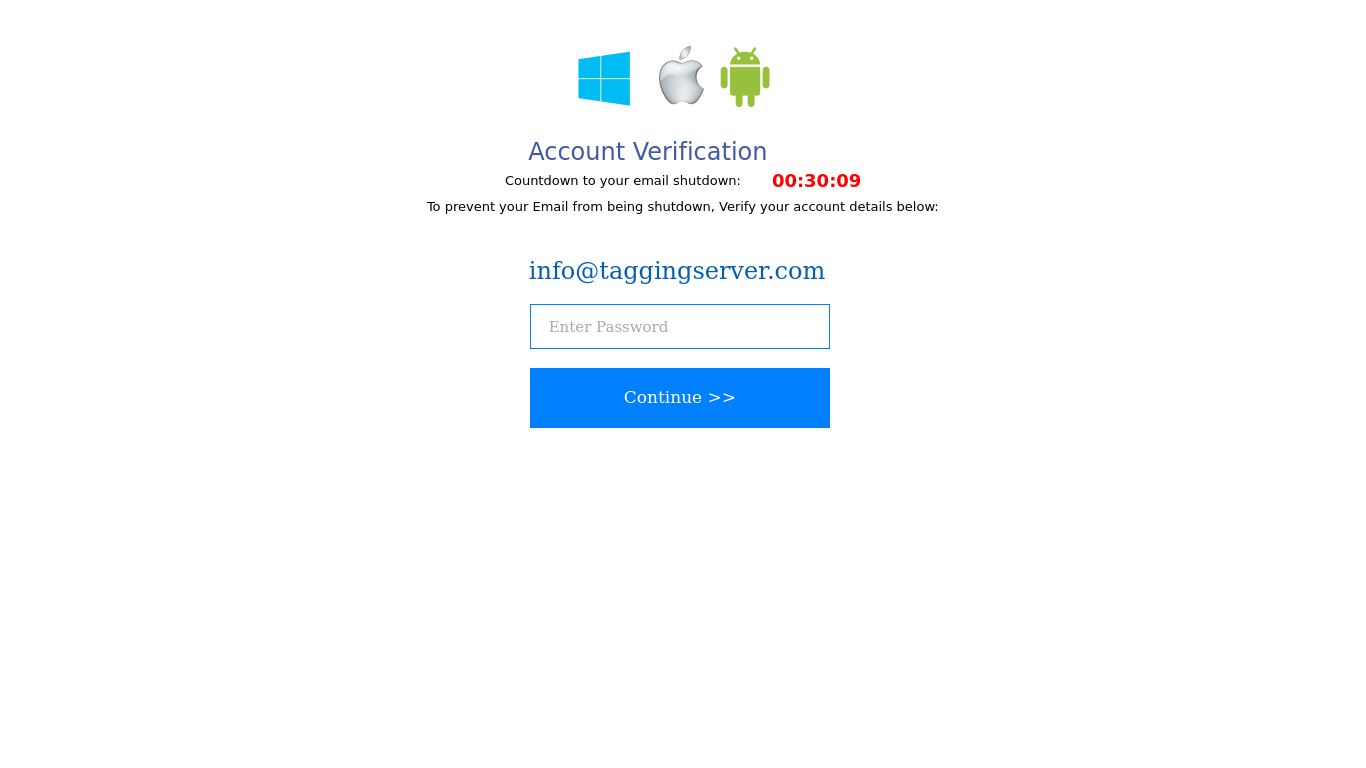 Account Verification
Countdown to your email shutdown: 00:30:09
To prevent your Email from being shutdown, Verify your account details below:
info@taggingserver.com
Enter Password
Continue >>